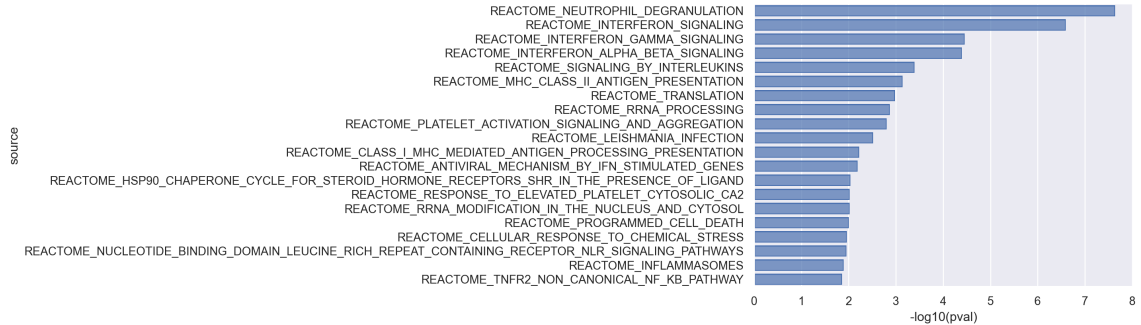 REACTOME_NEUTROPHIL_DEGRANULATION
REACTOME_INTERFERON_SIGNALING
REACTOME_INTERFERON_GAMMA_SIGNALING
REACTOME_INTERFERON_ALPHA_BETA_SIGNALING
REACTOME_SIGNALING_BY_INTERLEUKINS
REACTOME_MHC_CLASS_II_ANTIGEN_PRESENTATION
REACTOME_TRANSLATION
REACTOME_RRNA_PROCESSING
REACTOME_PLATELET_ACTIVATION_SIGNALING_AND_AGGREGATION
REACTOME_LEISHMANIA_INFECTION
REACTOME_CLASS_I_MHC_MEDIATED_ANTIGEN_PROCESSING_PRESENTATION
REACTOME_ANTIVIRAL_MECHANISM_BY_IFN_STIMULATED_GENES
REACTOME_HSP90_CHAPERONE_CYCLE_FOR_STEROID_HORMONE_RECEPTORS_SHR_IN_THE_PRESENCE_OF_LIGAND
REACTOME_RESPONSE_TO_ELEVATED_PLATELET_CYTOSOLIC_CA2
REACTOME_RRNA_MODIFICATION_IN_THE_NUCLEUS_AND_CYTOSOL
REACTOME_PROGRAMMED_CELL_DEATH
REACTOME_CELLULAR_RESPONSE_TO_CHEMICAL_STRESS
REACTOME_NUCLEOTIDE_BINDING_DOMAIN_LEUCINE_RICH_REPEAT_CONTAINING_RECEPTOR_NLR_SIGNALING_PATHWAYS
REACTOME_INFLAMMASOMES
REACTOME_TNFR2_NON_CANONICAL_NF_KB_PATHWAY
source
0 1 2 3 4 5 6 7 8
-log10(pval)